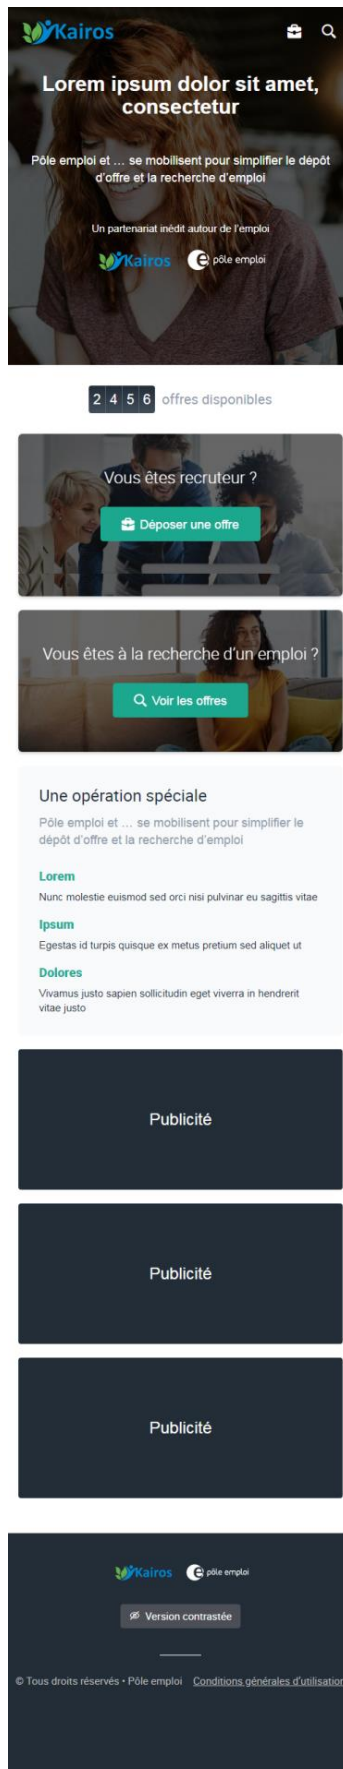 Kairos
Lorem ipsum dolor sit amet,
consectetur
Pôle emploi et … se mobilisent pour simplifier le dépôt
d'offre et la recherche d'emploi
Un partenariat inédit autour de l'emploi
Kairos pôle emploi
2 4 5 6 offres disponibles
Vous êtes recruteur ?
Déposer une offre
Vous êtes à la recherche d'un emploi ?
Voir les offres
Une opération spéciale
Pôle emploi et … se mobilisent pour simplifier le
dépôt d'offre et la recherche d'emploi
Lorem
Nunc molestie euismod sed orci nisi pulvinar eu sagittis vitae
Ipsum
Egestas id turpis quisque ex metus pretium sed aliquet ut
Dolores
Vivamus justo sapien sollicitudin eget viverra in hendrerit
vitae justo
Publicité
Publicité
Publicité
Kairos pôle emploi
Version contrastée
© Tous droits réservés • Pôle emploi Conditions générales d'utilisation